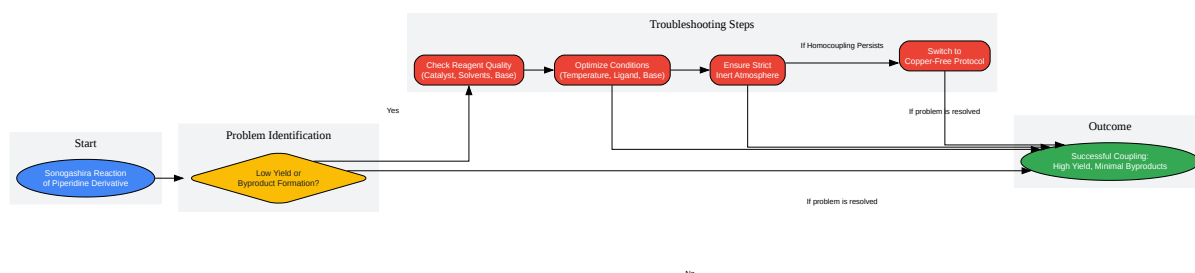 Troubleshooting Steps
If Homocoupling Persists
Switch to
Copper-Free Protocol
Check Reagent Quality
(Catalyst, Solvents, Base)
Optimize Conditions
(Temperature, Ligand, Base)
Ensure Strict
Inert Atmosphere
Yes
If problem is resolved
Start
Problem Identification
Outcome
Sonogashira Reaction
of Piperidine Derivative
Low Yield or
Byproduct Formation?
Successful Coupling:
High Yield, Minimal Byproducts
If problem is resolved